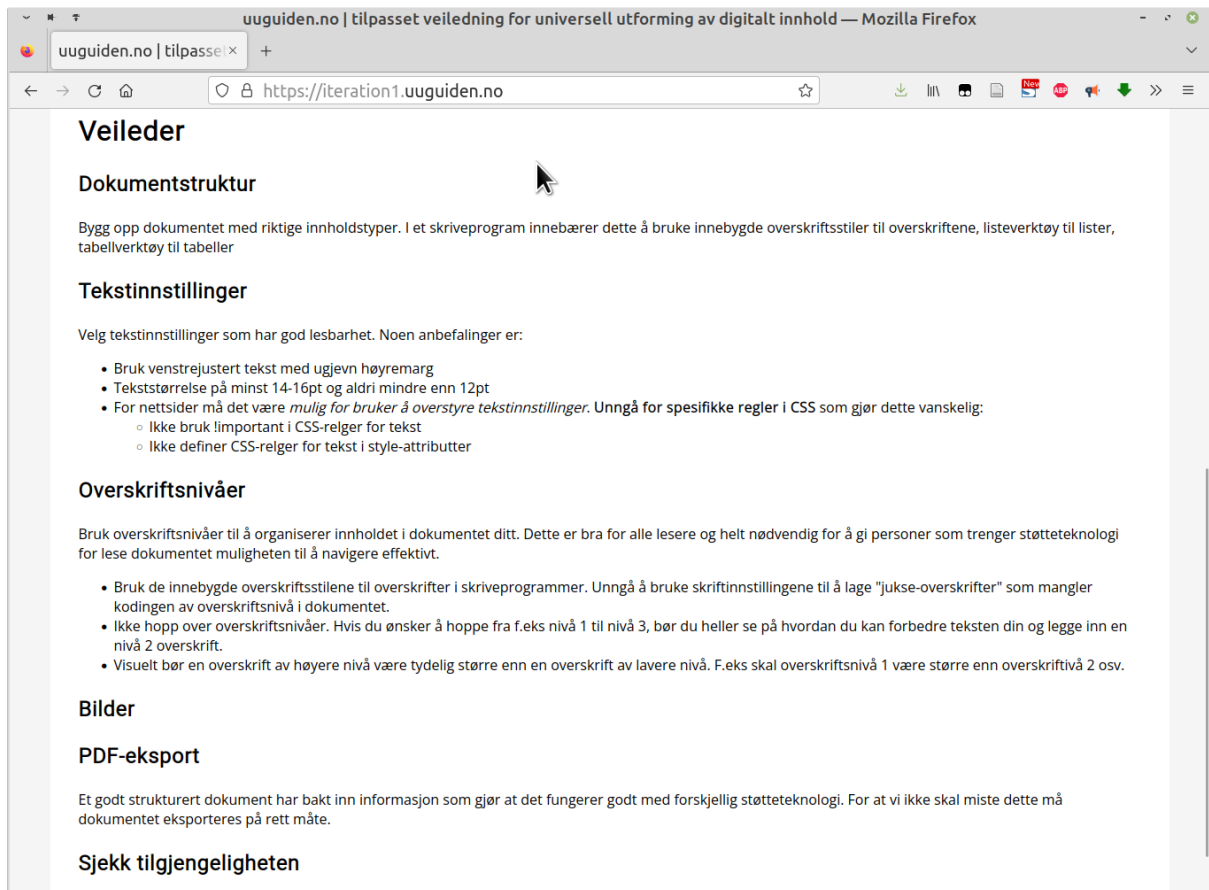 uuguiden.no | tilpasset veiledning for universell utforming av digitalt innhold — Mozilla Firefox
uuguiden.no | tilpasset
https://iteration1.uuguiden.no
New
ABP
Veileder
Dokumentstruktur
Bygg opp dokumentet med riktige innholdstyper. I et skriveprogram innebærer dette å bruke innebygde overskriftsstiler til overskriftene, listeverktøy til lister,
tabellverktøy til tabeller
Tekstinnstillinger
Velg tekstinnstillinger som har god lesbarhet. Noen anbefalinger er:
• Bruk venstrejustert tekst med ugjevn høyremarg
• Tekststørrelse på minst 14-16pt og aldri mindre enn 12pt
• For nettsider må det være mulig for bruker å overstyre tekstinnstillinger. Unngå for spesifikke regler i CSS som gjør dette vanskelig:
◦ Ikke bruk !important i CSS-relger for tekst
◦ Ikke definer CSS-relger for tekst i style-attributter
Overskriftsnivåer
Bruk overskriftsnivåer til å organiserer innholdet i dokumentet ditt. Dette er bra for alle lesere og helt nødvendig for å gi personer som trenger støtteteknologi
for lese dokumentet muligheten til å navigere effektivt.
• Bruk de innebygde overskriftsstilene til overskrifter i skriveprogrammer. Unngå å bruke skriftinnstillingene til å lage "jukse-overskrifter" som mangler
kodingen av overskriftsnivå i dokumentet.
• Ikke hopp over overskriftsnivåer. Hvis du ønsker å hoppe fra f.eks nivå 1 til nivå 3, bør du heller se på hvordan du kan forbedre teksten din og legge inn en
nivå 2 overskrift.
• Visuelt bør en overskrift av høyere nivå være tydelig større enn en overskrift av lavere nivå. F.eks skal overskriftsnivå 1 være større enn overskriftivå 2 osv.
Bilder
PDF-eksport
Et godt strukturert dokument har bakt inn informasjon som gjør at det fungerer godt med forskjellig støtteteknologi. For at vi ikke skal miste dette må
dokumentet eksporteres på rett måte.
Sjekk tilgjengeligheten